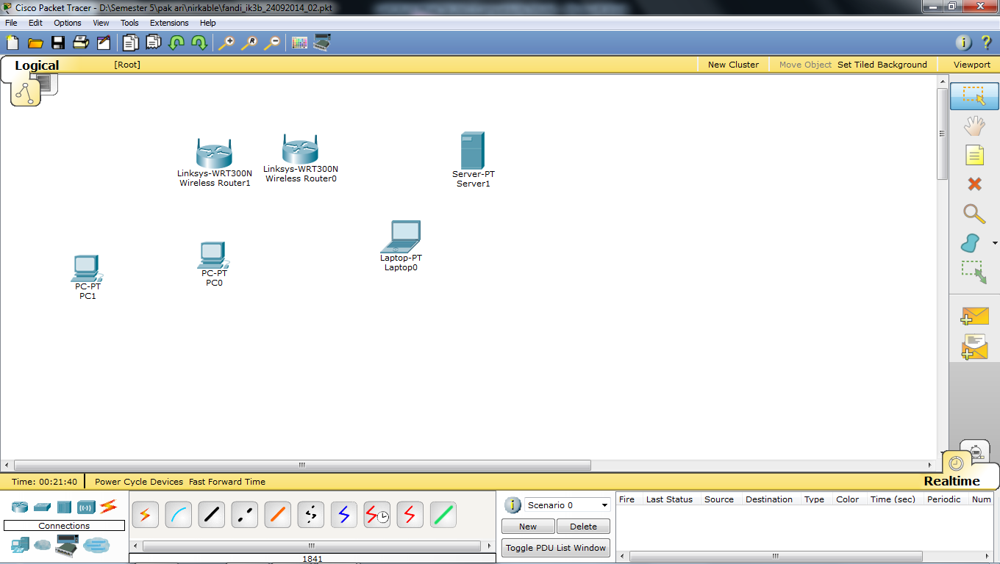 Cisco Packet Tracer - D:\Semester 5\pak ari\nirkable\fandi_ik3b_24092014_02.pkt
File Edit Options View Tools Extensions Help
Logical [Root] New Cluster Move Object Set Tiled Background Viewport
Linksys-WRT300N
Wireless Router1
Linksys-WRT300N
Wireless Router0
Server-PT
Server1
Laptop-PT
Laptop0
PC-PT
PC0
PC-PT
PC1
Realtime
Time: 00:21:40 Power Cycle Devices Fast Forward Time
Connections
1841
Scenario 0
New Delete
Toggle PDU List Window
Fire Last Status Source Destination Type Color Time (sec) Periodic Num